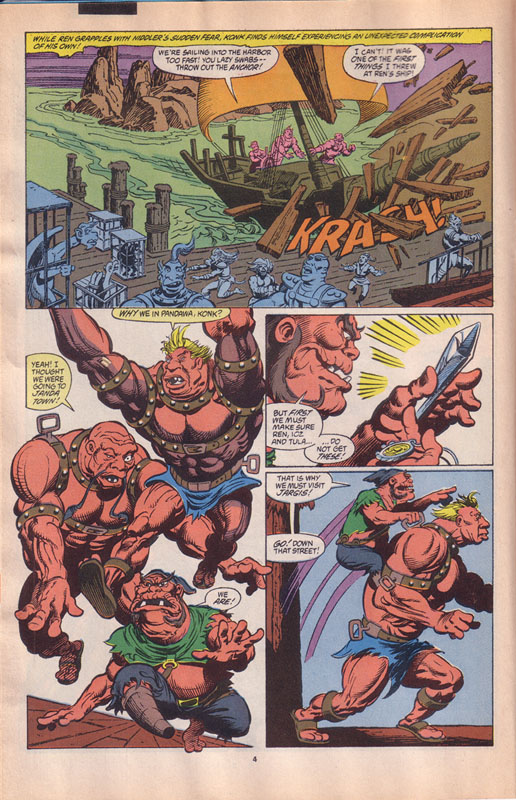 WHILE REN GRAPPLES WITH NIDDLER'S SUDDEN FEAR, KONK FINDS HIMSELF EXPERIENCING AN UNEXPECTED COMPLICATION
OF HIS OWN!
WE'RE SAILING INTO THE HARBOR
TOO FAST! YOU LAZY SWABS--
THROW OUT THE ANCHOR!
I CAN'T! IT WAS
ONE OF THE FIRST
THINGS I THREW
AT REN'S SHIP!
KRASH!
WHY WE IN PANDAWA, KONK?
YEAH! I
THOUGHT
WE WERE
GOING TO
JANDA
TOWN!
WE
ARE!
BUT FIRST
WE MUST
MAKE SURE
REN, IOZ
AND TULA...
...DO
NOT GET
THESE!
THAT IS WHY
WE MUST VISIT
JARGIS!
GO! DOWN
THAT STREET!
4